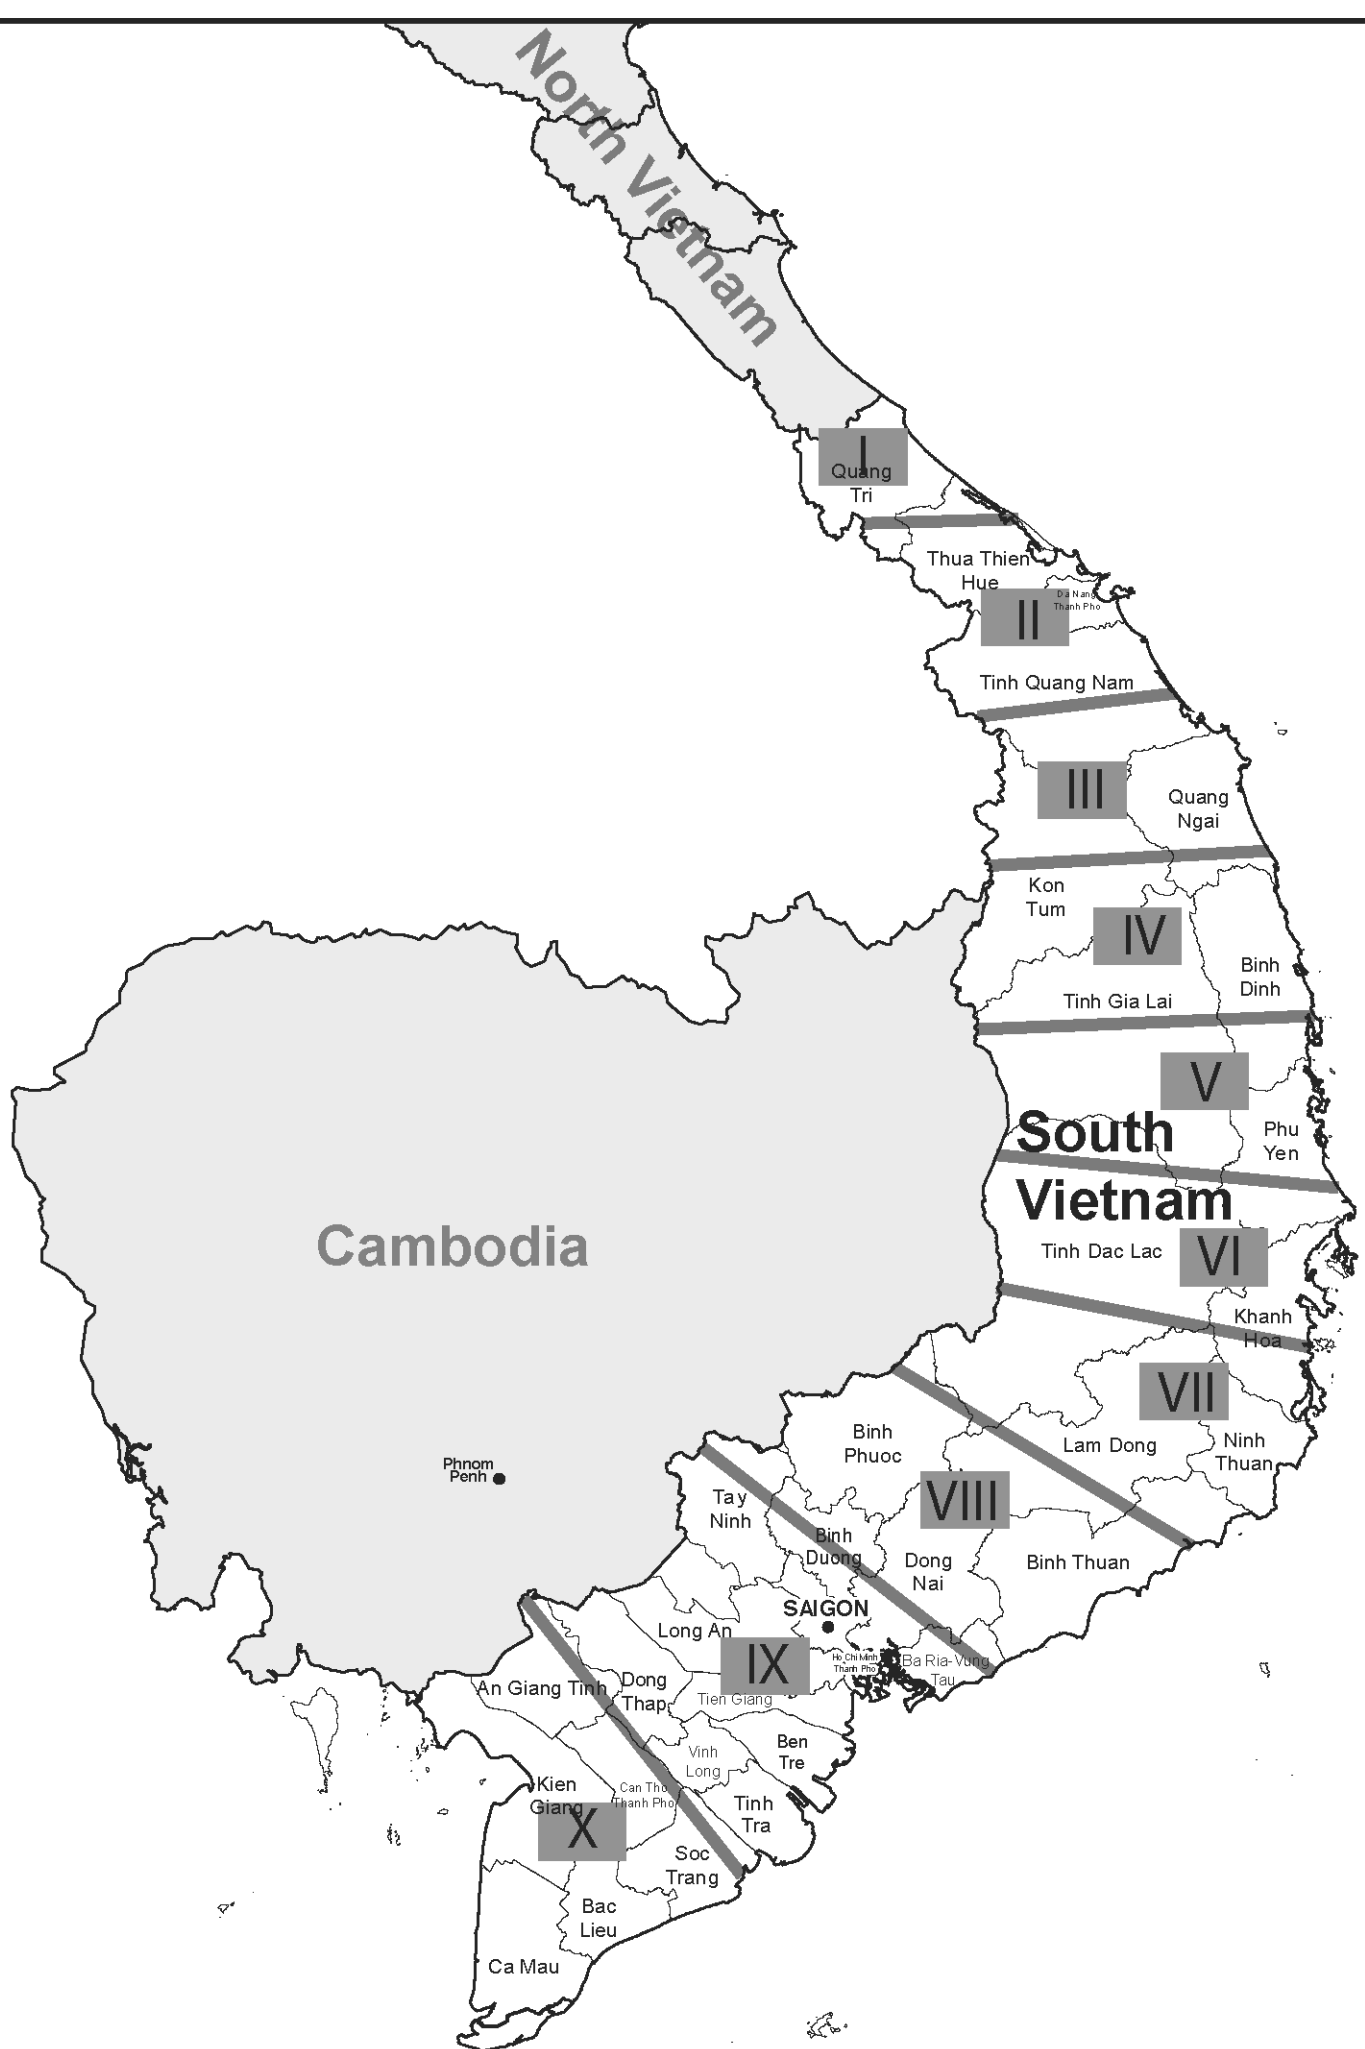 North Vietnam
I
Quang
Tri
Thua Thien
Hue
Da Nang
Thanh Pho
II
Tinh Quang Nam
III
Quang
Ngai
Kon
Tum
IV
Binh
Dinh
Tinh Gia Lai
V
South
Vietnam
Phu
Yen
Tinh Dac Lac
VI
Cambodia
Khanh
Hoa
VII
Binh
Phuoc
Lam Dong
Ninh
Thuan
Phnom
Penh
Tay
Ninh
VIII
Binh
Duong
Dong
Nai
Binh Thuan
SAIGON
Long An
Ho Chi Minh
Thanh Pho
Ba Ria-Vung
Tau
IX
An Giang Tinh
Dong
Thap
Tien Giang
Vinh
Long
Ben
Tre
Kien
Giang
Can Tho
Thanh Pho
Tinh
Tra
X
Soc
Trang
Bac
Lieu
Ca Mau